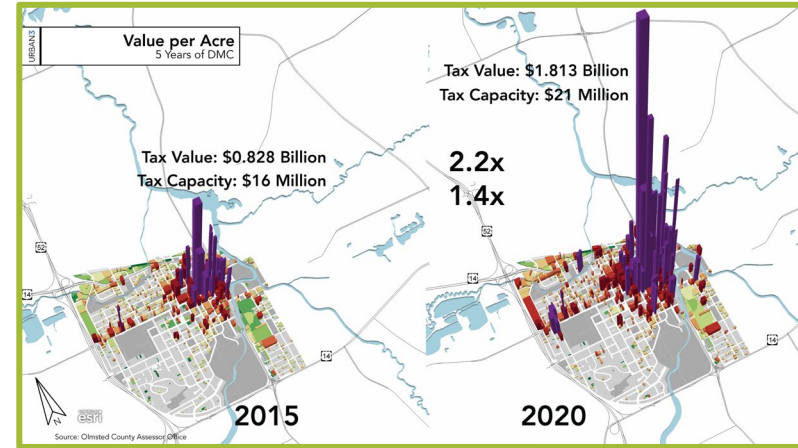 URBAN3
Value per Acre
5 Years of DMC
Tax Value: $0.828 Billion
Tax Capacity: $16 Million
52
14
14
N
esri
Source: Olmsted County Assessor Office
2015
Tax Value: $1.813 Billion
Tax Capacity: $21 Million
2.2x
1.4x
52
14
14
2020